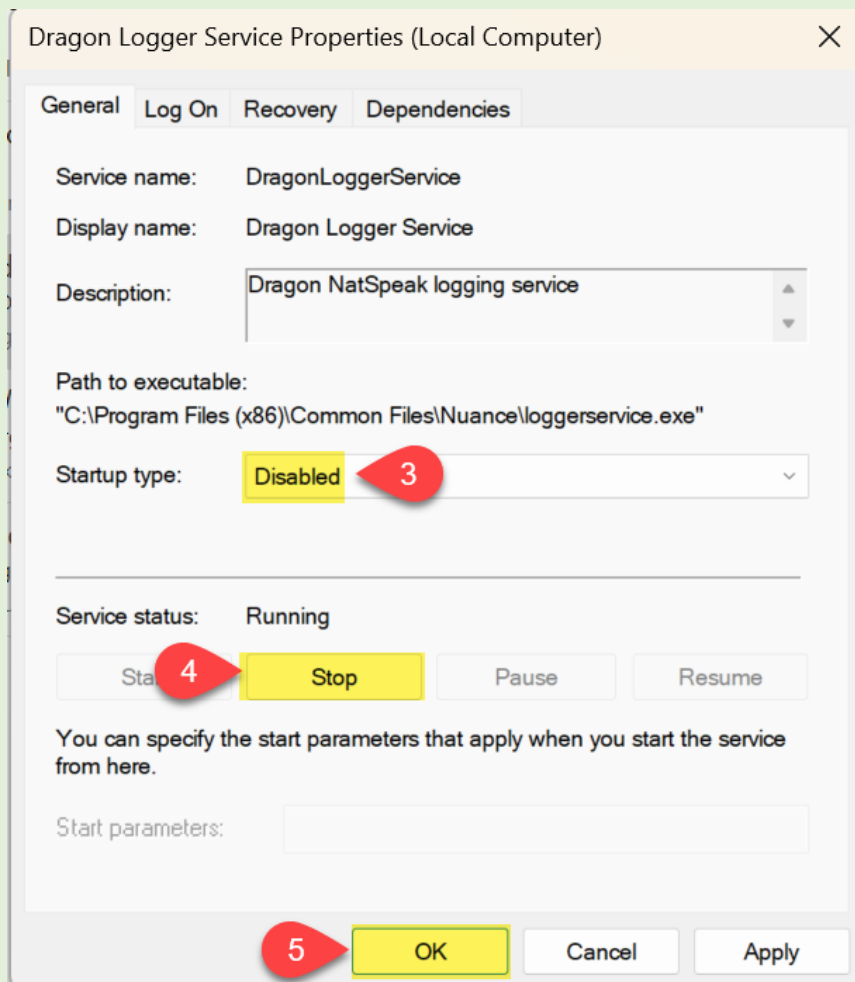 Dragon Logger Service Properties (Local Computer)
General Log On Recovery Dependencies
Service name: DragonLoggerService
Display name: Dragon Logger Service
Description: Dragon NatSpeak logging service
Path to executable:
"C:\Program Files (x86)\Common Files\Nuance\loggerservice.exe"
Startup type: Disabled 3
Service status: Running
Sta 4 Stop Pause Resume
You can specify the start parameters that apply when you start the service
from here.
Start parameters:
5 OK Cancel Apply